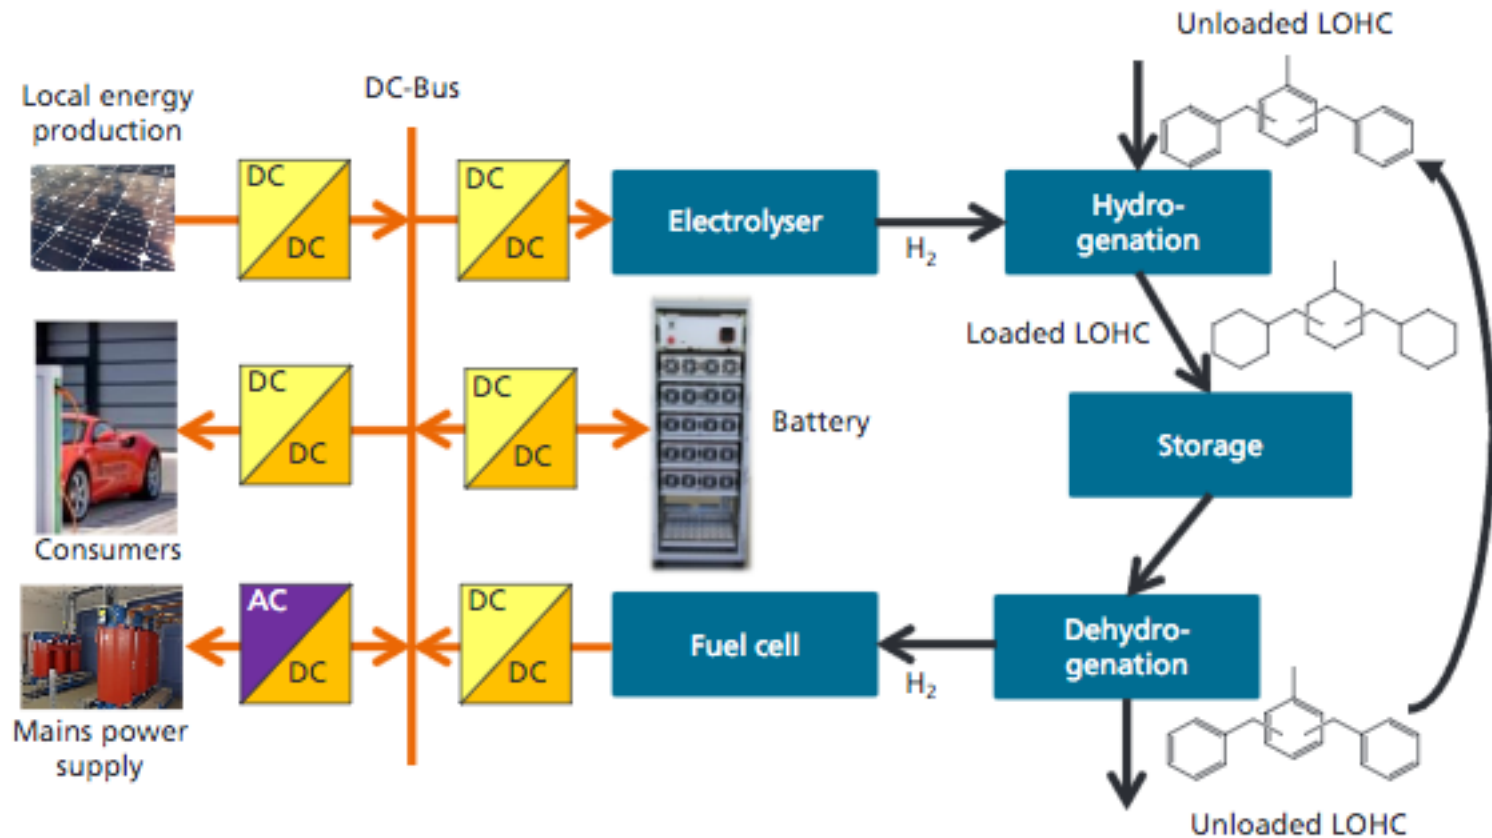 Unloaded LOHC
Local energy
production
DC-Bus
DC
DC
DC
DC
Electrolyser
H₂
Hydro-
genation
Loaded LOHC
DC
DC
DC
DC
Battery
Storage
Consumers
AC
DC
DC
DC
Fuel cell
H₂
Dehydro-
genation
Mains power
supply
Unloaded LOHC